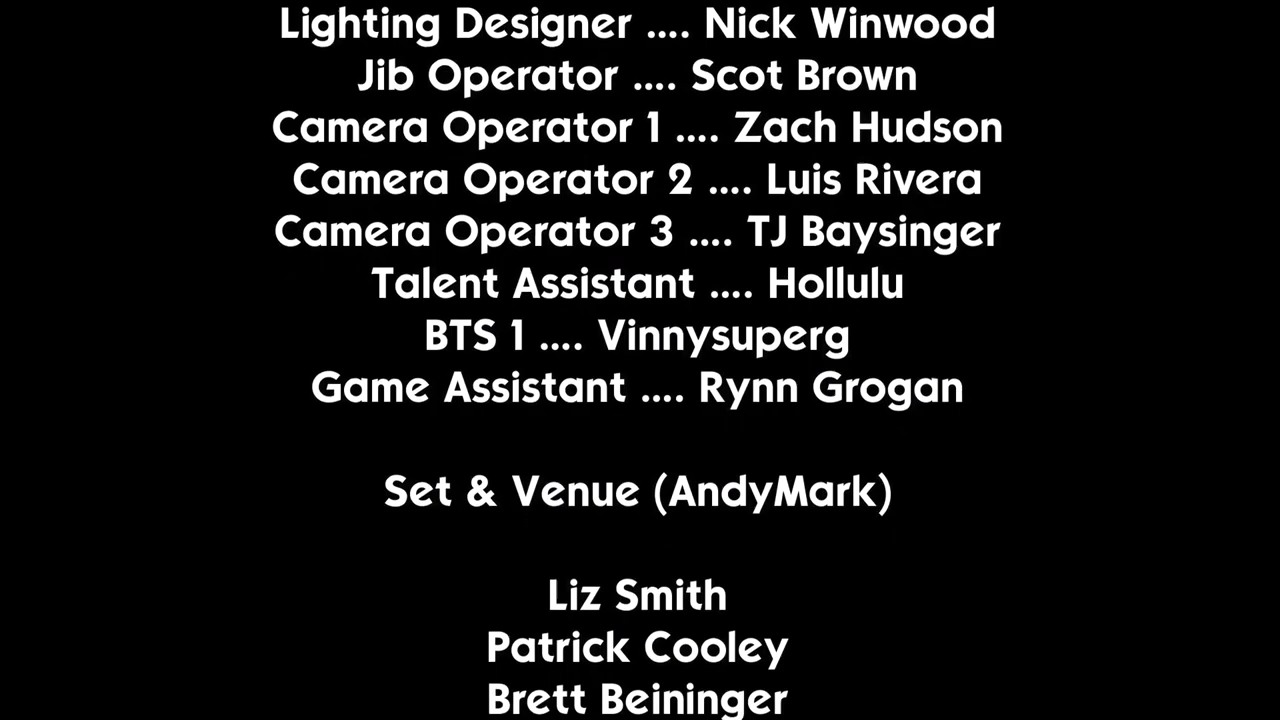 Lighting Designer .... Nick Winwood
Jib Operator .... Scot Brown
Camera Operator 1 .... Zach Hudson
Camera Operator 2 .... Luis Rivera
Camera Operator 3 .... TJ Baysinger
Talent Assistant .... Hollulu
BTS 1 .... Vinnysuperg
Game Assistant .... Rynn Grogan
Set & Venue (AndyMark)
Liz Smith
Patrick Cooley
Brett Beininger